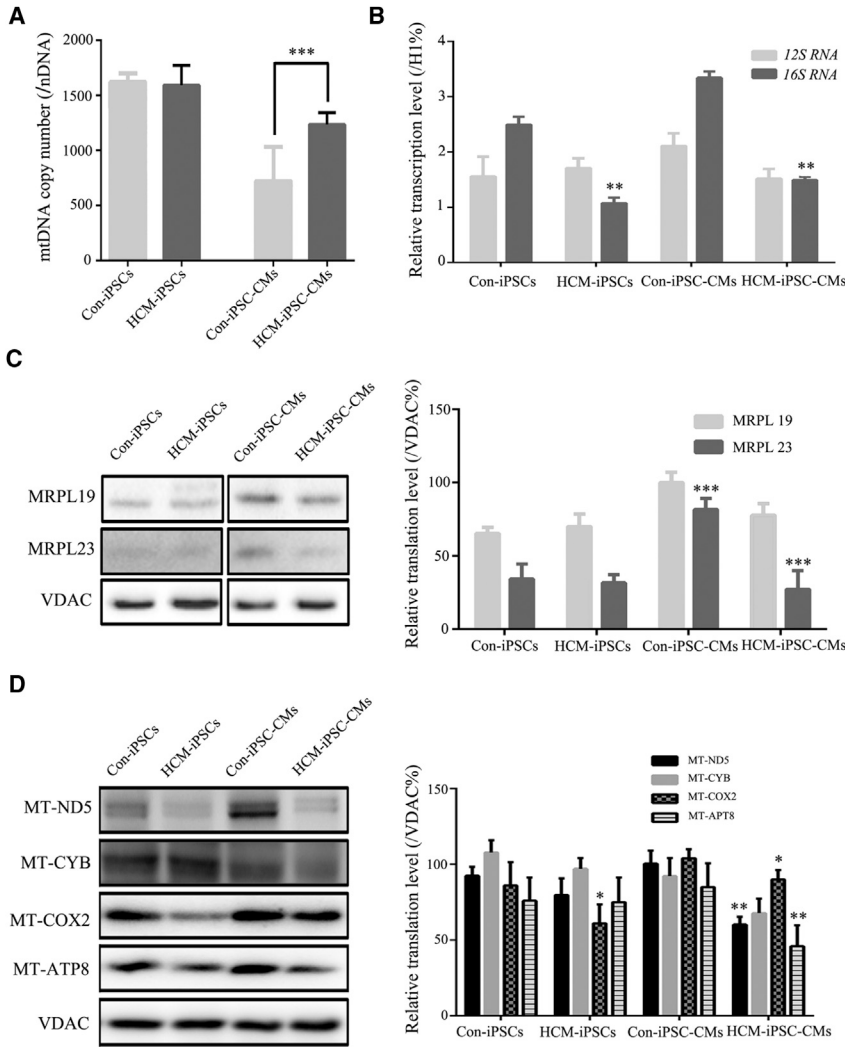 A
mtDNA copy number (/nDNA)
2000
1500
1000
500
0
***
Con-iPSCs
HCM-iPSCs
Con-iPSC-CMs
HCM-iPSC-CMs
B
Relative transcription level (/H1%)
4
3
2
1
0
12S RNA
16S RNA
**
**
Con-iPSCs
HCM-iPSCs
Con-iPSC-CMs
HCM-iPSC-CMs
C
Con-iPSCs
HCM-iPSCs
Con-iPSC-CMs
HCM-iPSC-CMs
MRPL19
MRPL23
VDAC
Relative translation level (/VDAC%)
150
100
50
0
MRPL 19
MRPL 23
***
***
Con-iPSCs
HCM-iPSCs
Con-iPSC-CMs
HCM-iPSC-CMs
D
Con-iPSCs
HCM-iPSCs
Con-iPSC-CMs
HCM-iPSC-CMs
MT-ND5
MT-CYB
MT-COX2
MT-ATP8
VDAC
Relative translation level (/VDAC%)
150
100
50
0
MT-ND5
MT-CYB
MT-COX2
MT-APT8
*
**
*
**
Con-iPSCs
HCM-iPSCs
Con-iPSC-CMs
HCM-iPSC-CMs